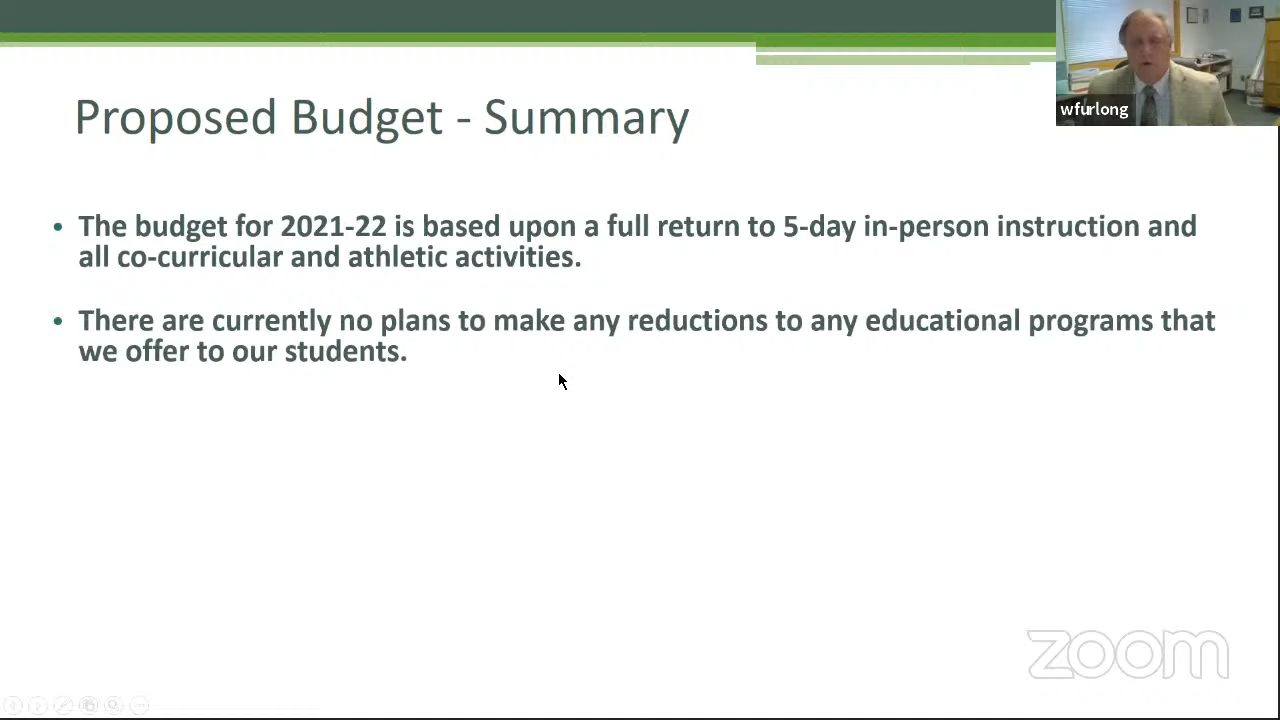 wfurlong
Proposed Budget - Summary
• The budget for 2021-22 is based upon a full return to 5-day in-person instruction and
all co-curricular and athletic activities.
• There are currently no plans to make any reductions to any educational programs that
we offer to our students.
zoom